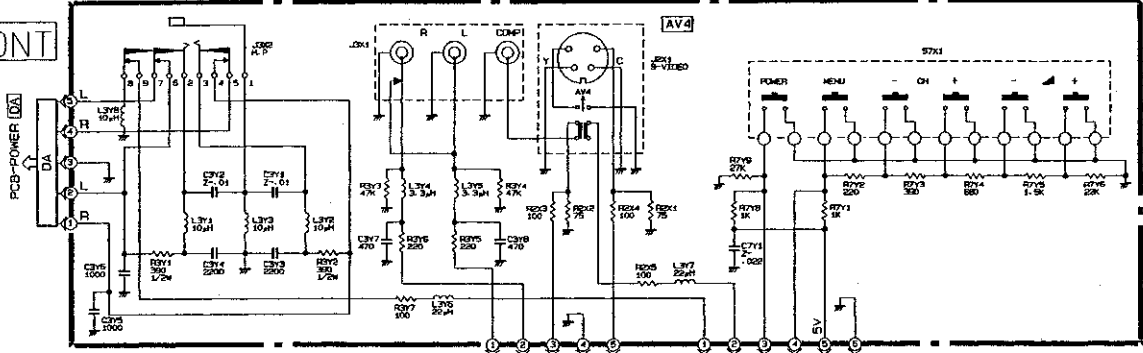 ONT
PCB-POWER DA
DA
5 L
4 R
3
2 L
1 R
L3Y8
10µH
J3X2
H.P
8 9 7 6 2 3 4 5 1
C3Y2
Z-.01
C3Y1
Z-.01
L3Y1
10µH
L3Y3
10µH
L3Y2
10µH
R3Y1
390
1/2W
C3Y4
2200
C3Y3
2200
R3Y2
390
1/2W
C3Y6
1000
C3Y5
1000
J3X1
R L COMP
R3Y3
47K
L3Y4
3.3µH
L3Y5
3.3µH
R3Y4
47K
C3Y7
470
R3Y6
220
R3Y5
220
C3Y8
470
R3Y7
100
L3Y6
22µH
AV4
Y C
AV4
J2X1
S-VIDEO
R2X3
100
R2X2
75
R2X4
100
R2X1
75
R2X5
100
L3Y7
22µH
S7X1
POWER MENU - CH + - +
R7Y9
27K
R7Y8
1K
C7Y1
Z-
.022
R7Y2
220
R7Y3
390
R7Y4
680
R7Y5
1.5K
R7Y6
22K
R7Y1
1K
5V
1 2 3 4 5
1 2 3 4 5 6